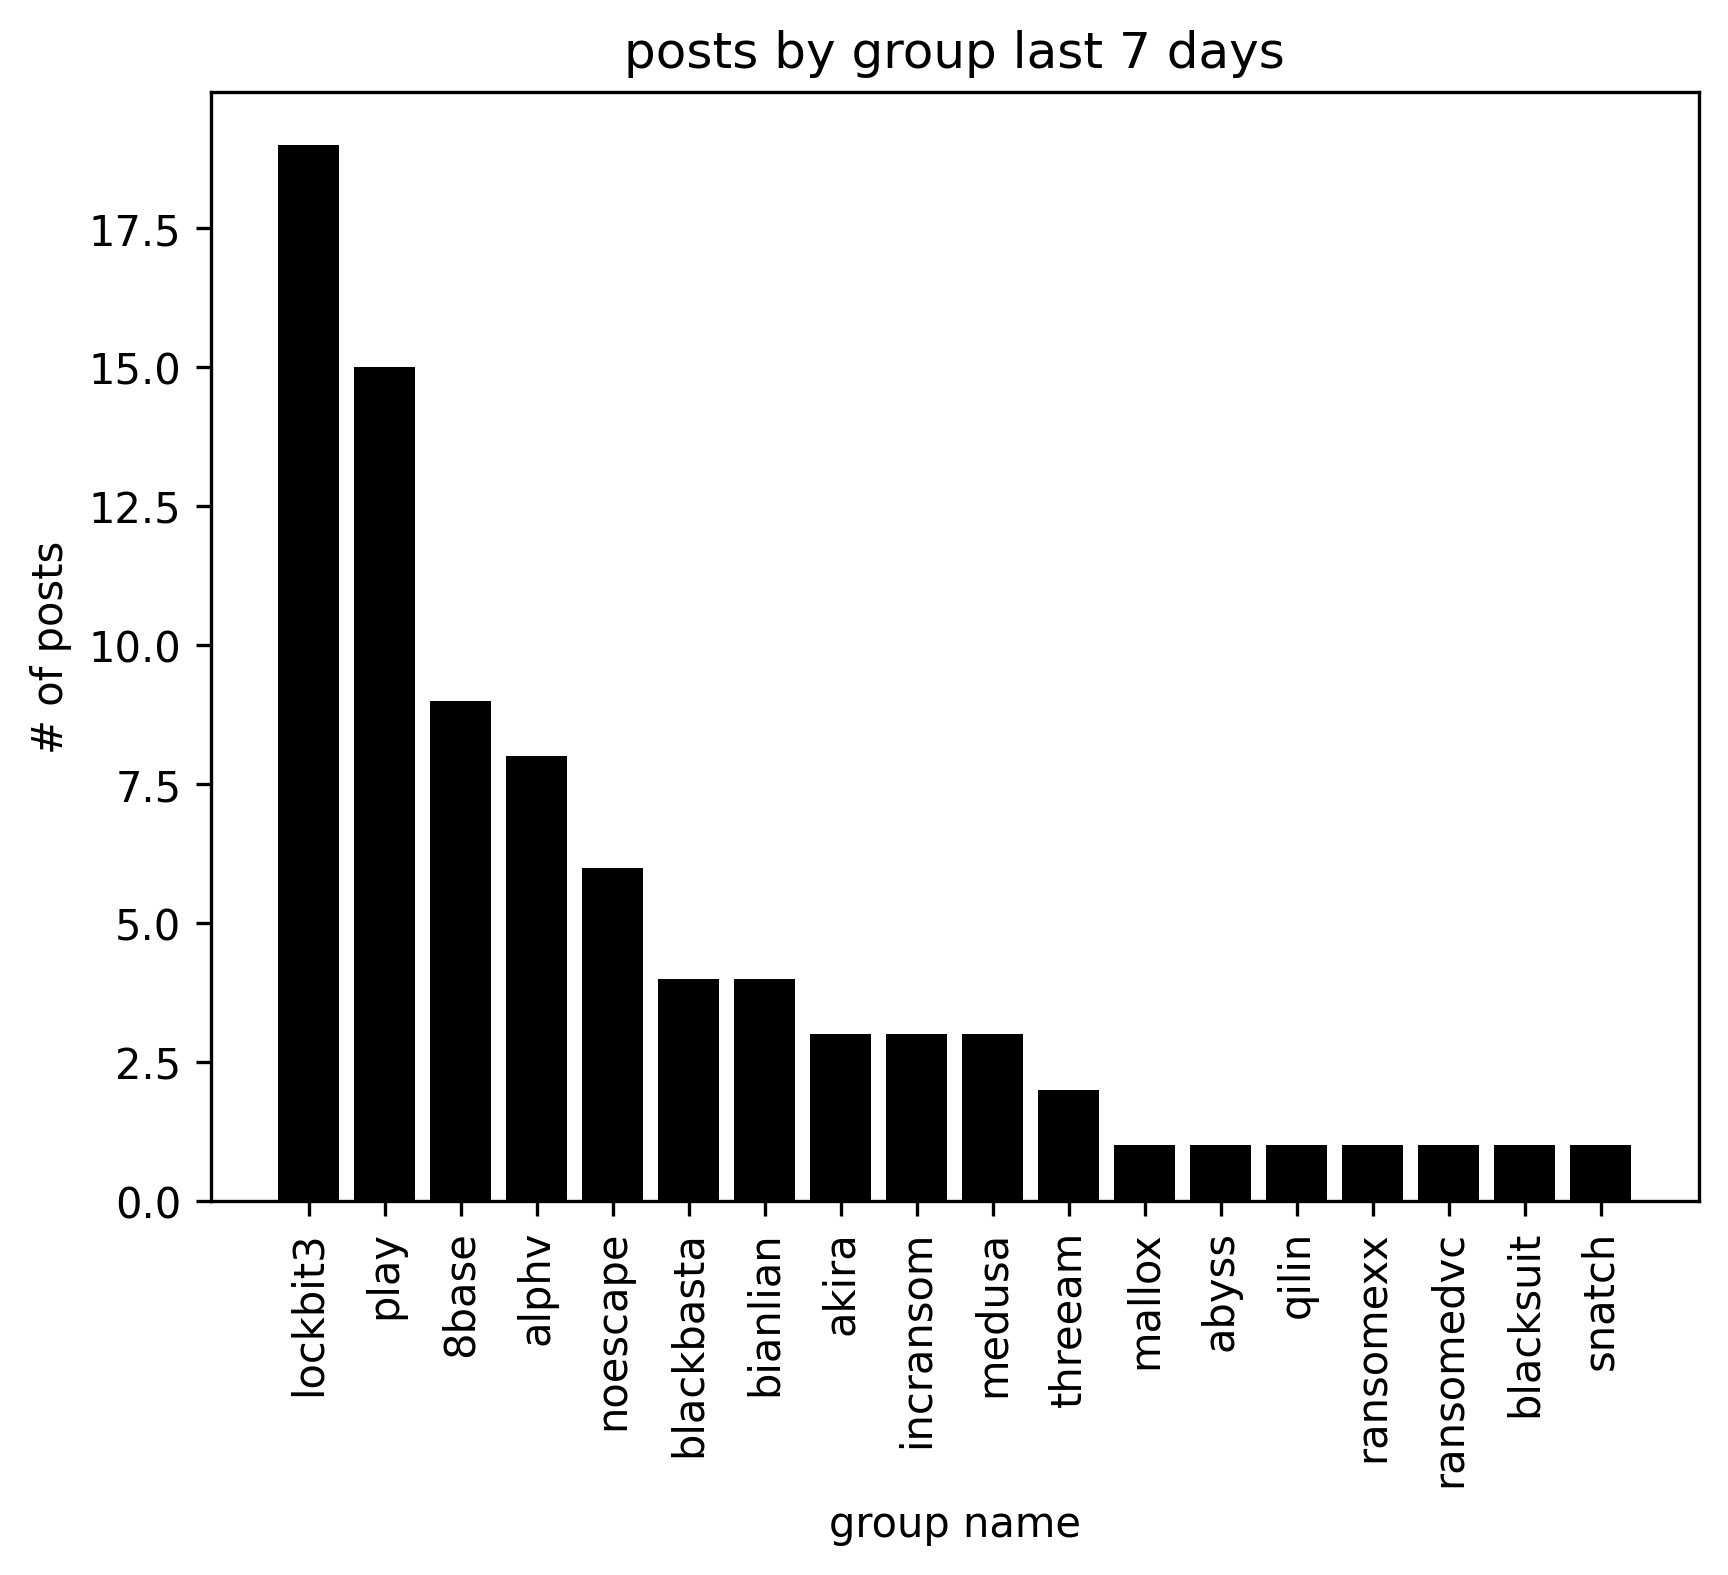 posts by group last 7 days
17.5
15.0
12.5
10.0
7.5
5.0
2.5
0.0
# of posts
lockbit3
play
8base
alphv
noescape
blackbasta
bianlian
akira
incransom
medusa
threeam
mallox
abyss
qilin
ransomexx
ransomedvc
blacksuit
snatch
group name